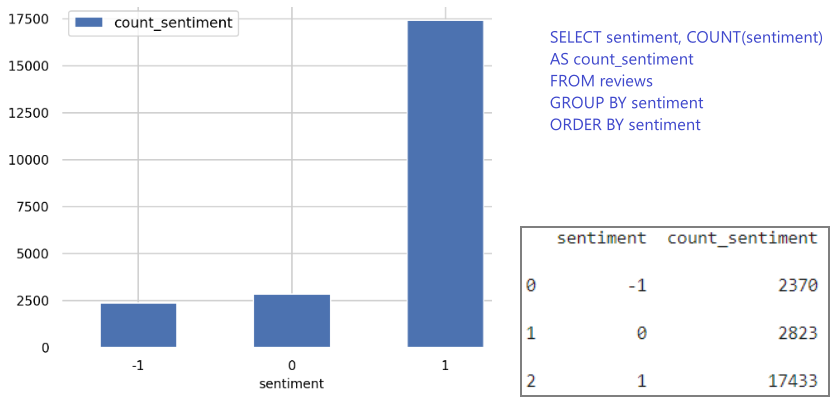 count_sentiment
17500
15000
12500
10000
7500
5000
2500
0
-1 0 1
sentiment
SELECT sentiment, COUNT(sentiment)
AS count_sentiment
FROM reviews
GROUP BY sentiment
ORDER BY sentiment
sentiment count_sentiment
0 -1 2370
1 0 2823
2 1 17433